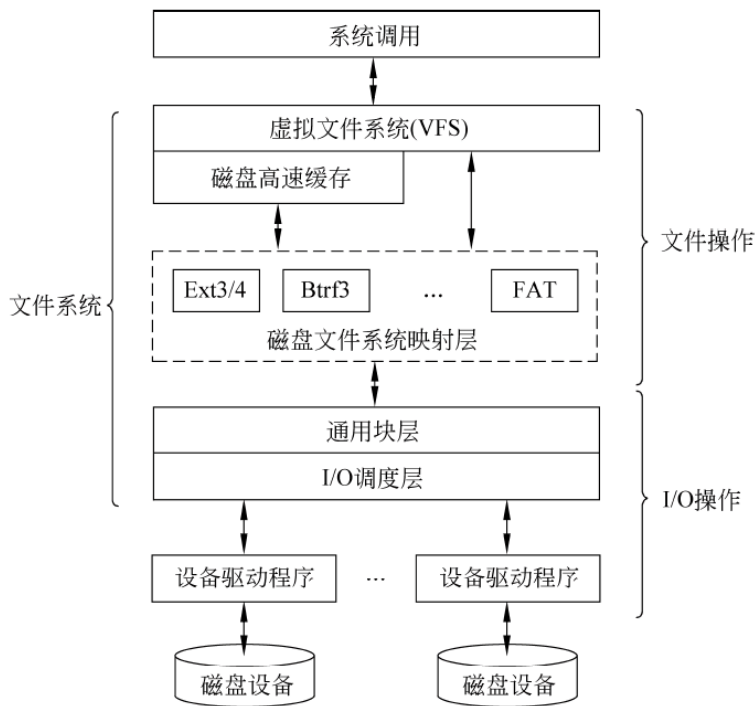 系统调用
虚拟文件系统(VFS)
磁盘高速缓存
文件操作
Ext3/4 Btrf3 ... FAT
文件系统
磁盘文件系统映射层
通用块层
I/O调度层
I/O操作
设备驱动程序 ... 设备驱动程序
磁盘设备 磁盘设备